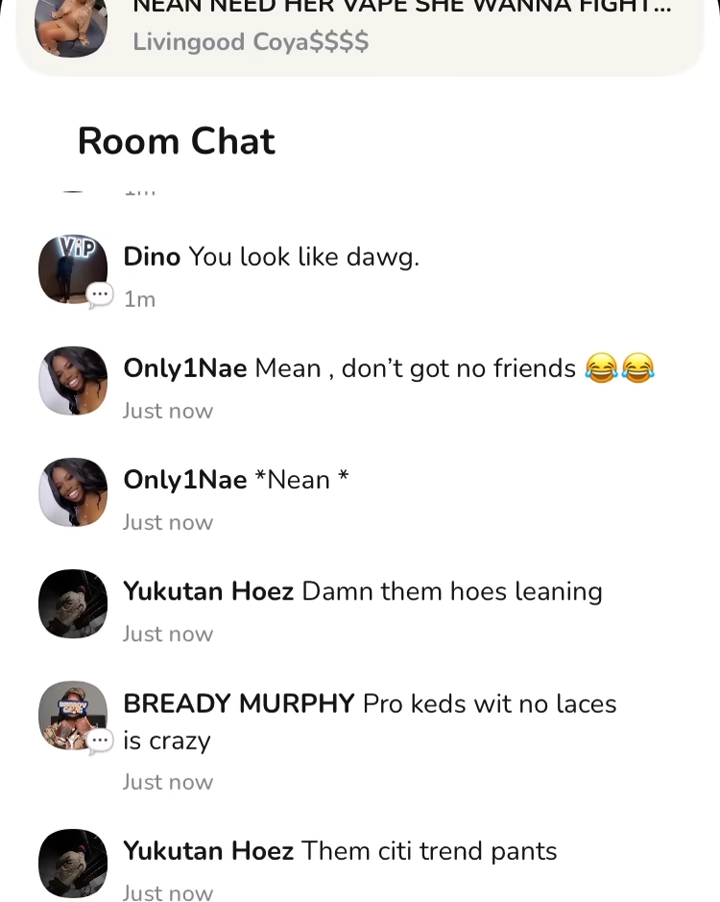 NEAN NEED HER VAPE SHE WANNA FIGHT...
Livingood Coya$$$$
Room Chat
1m
ViP
Dino You look like dawg.
1m
Only1Nae Mean , don’t got no friends 😂😂
Just now
Only1Nae *Nean *
Just now
Yukutan Hoez Damn them hoes leaning
Just now
BREADY MURPHY Pro keds wit no laces
is crazy
Just now
Yukutan Hoez Them citi trend pants
Just now